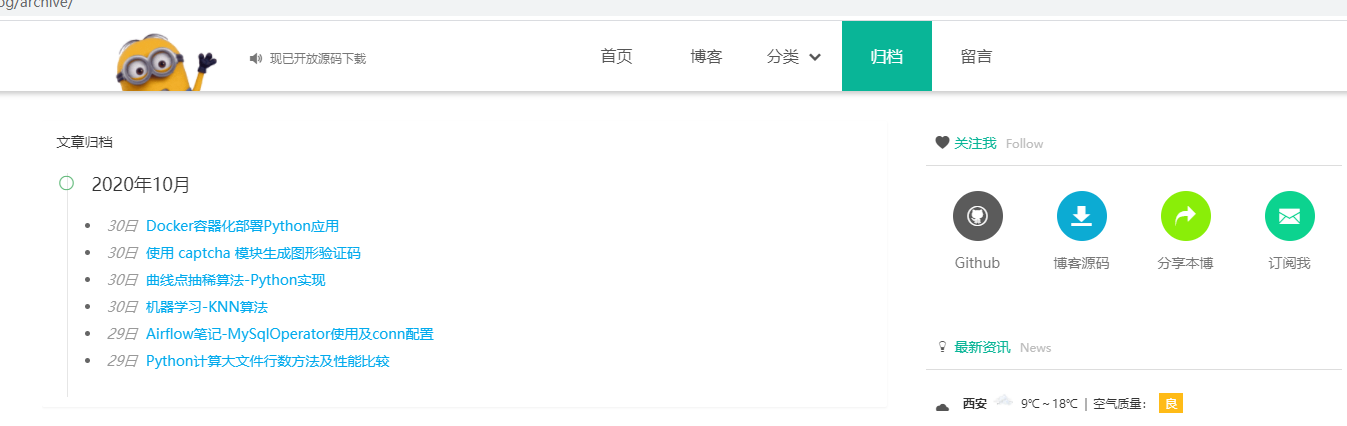 og/archive/
现已开放源码下载 首页 博客 分类 归档 留言
文章归档
2020年10月
30日 Docker容器化部署Python应用
30日 使用 captcha 模块生成图形验证码
30日 曲线点抽稀算法-Python实现
30日 机器学习-KNN算法
29日 Airflow笔记-MySqlOperator使用及conn配置
29日 Python计算大文件行数方法及性能比较
关注我 Follow
Github 博客源码 分享本博 订阅我
最新资讯 News
西安 9℃ ~ 18℃ | 空气质量： 良